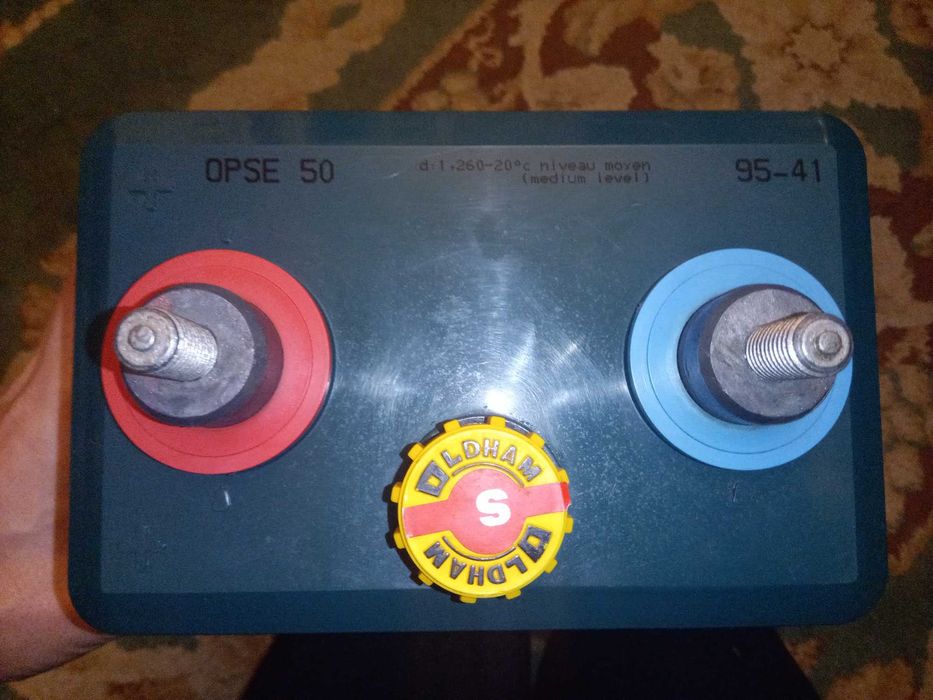 OPSE 50
d:1.260-20°c niveau moyen
(medium level)
95-41
OLDHAM
S
OLDHAM